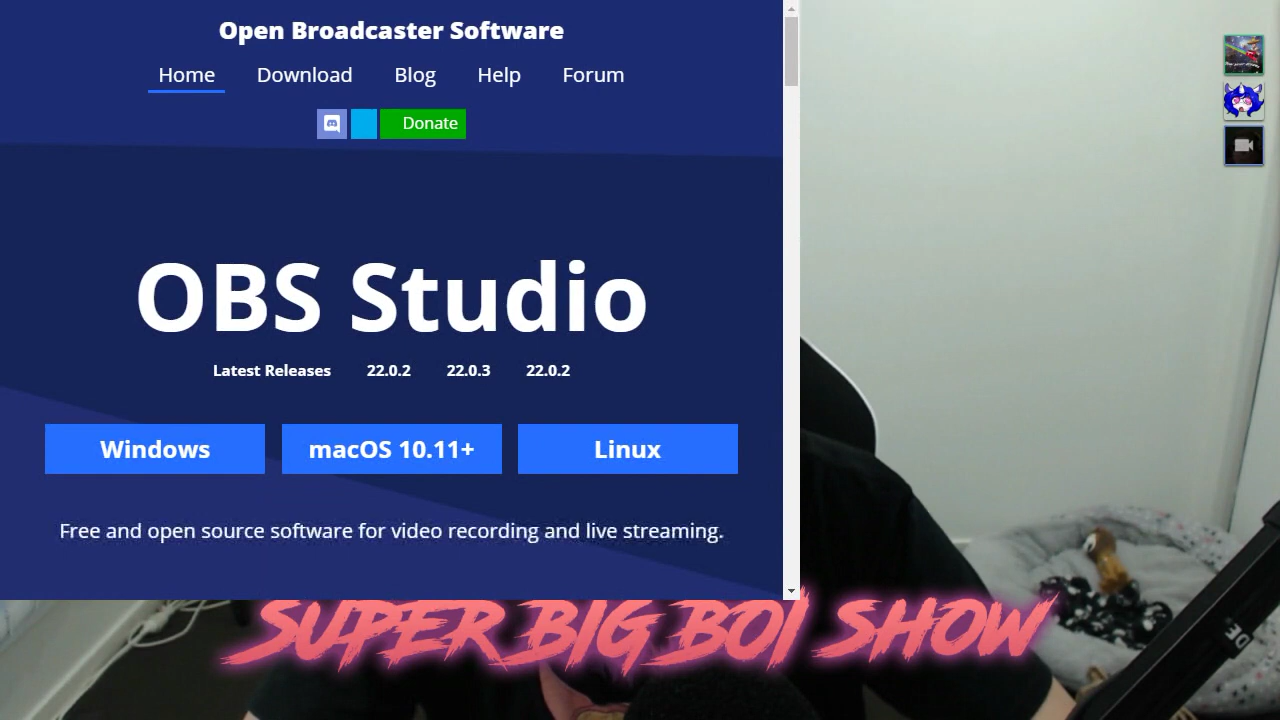 Open Broadcaster Software
Home Download Blog Help Forum
Donate
OBS Studio
Latest Releases 22.0.2 22.0.3 22.0.2
Windows macOS 10.11+ Linux
Free and open source software for video recording and live streaming.
SUPER BIG BOI SHOW